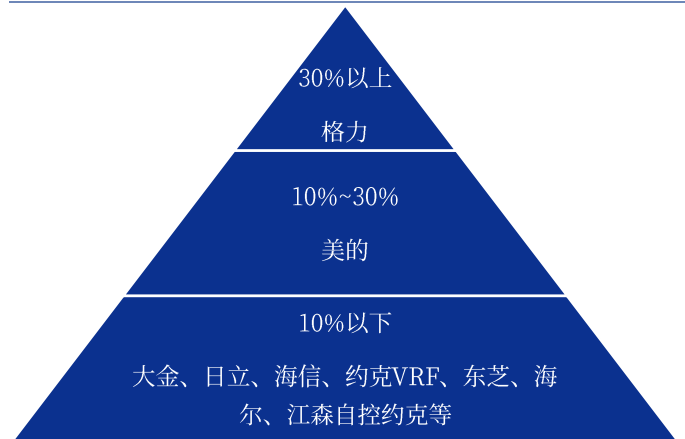 30%以上
格力
10%~30%
美的
10%以下
大金、日立、海信、约克VRF、东芝、海
尔、江森自控约克等